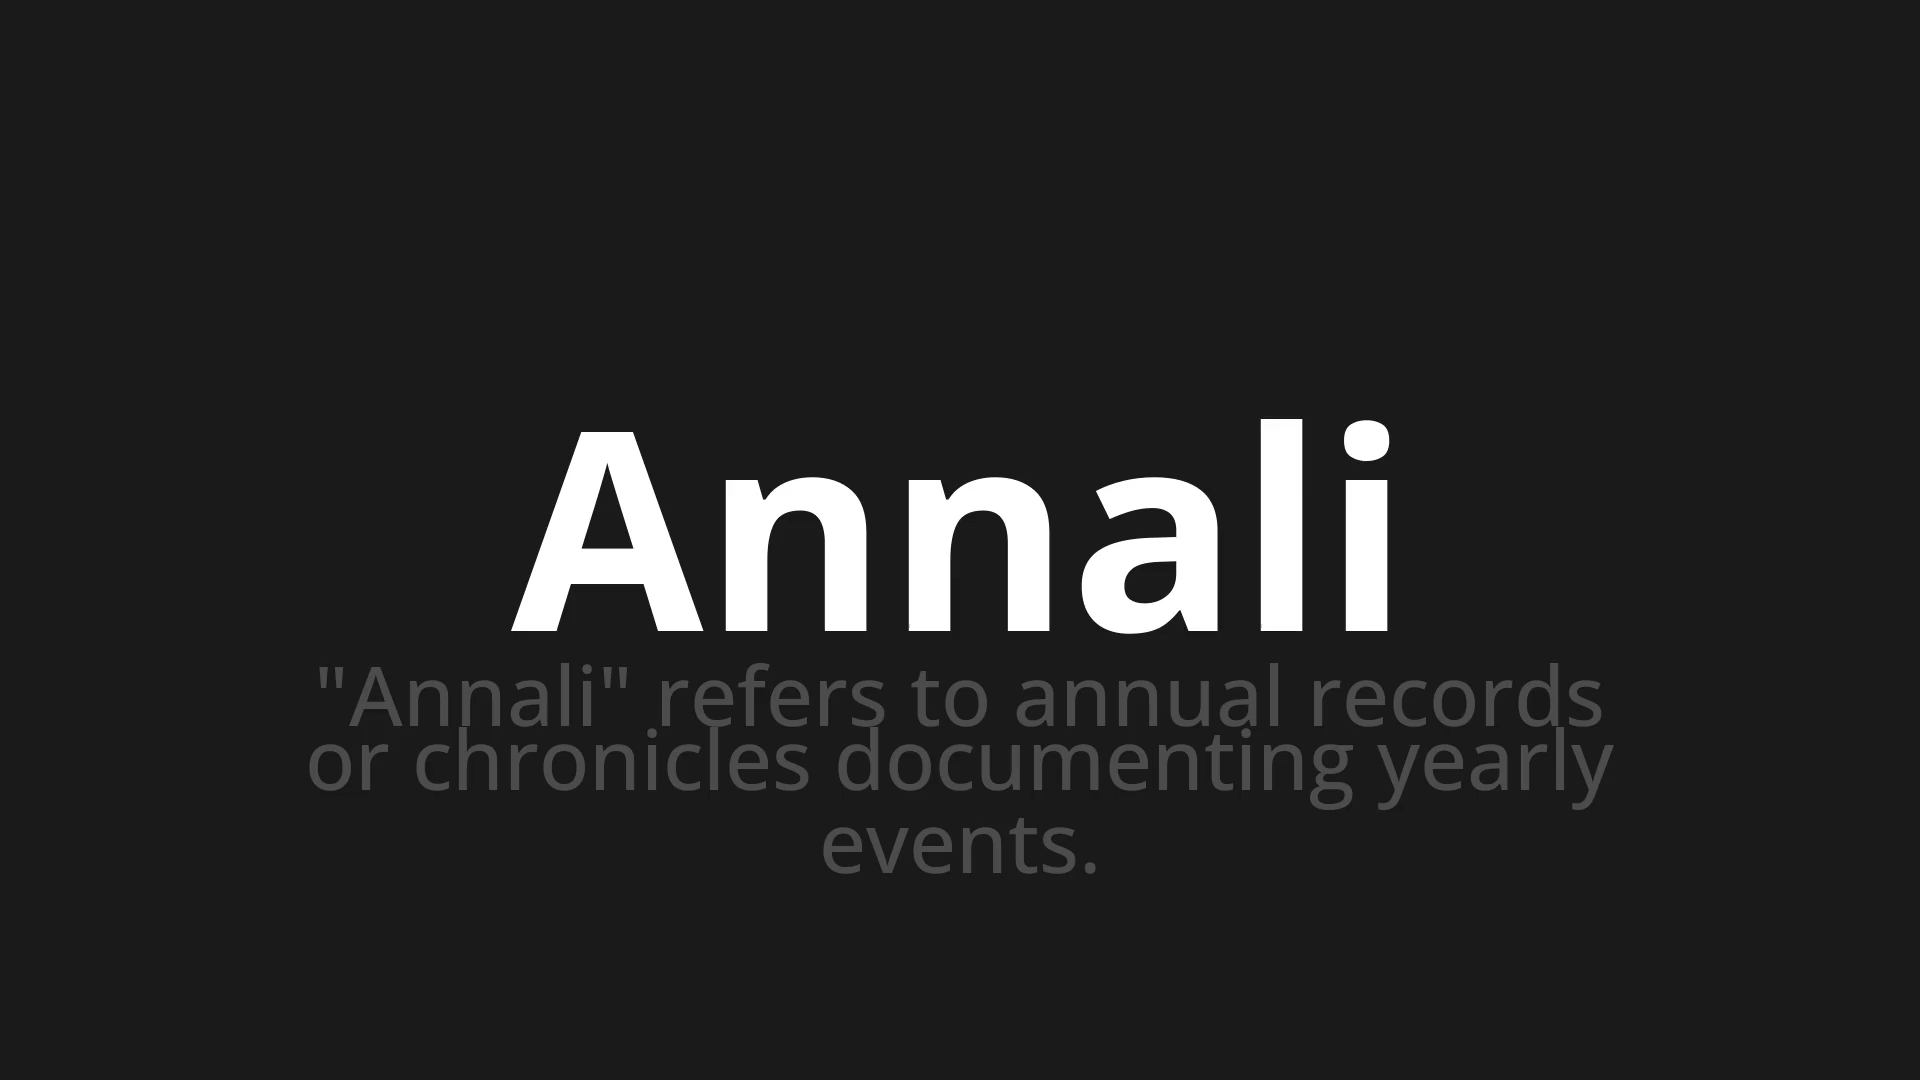 Annali
"Annali" refers to annual records
or chronicles documenting yearly
events.